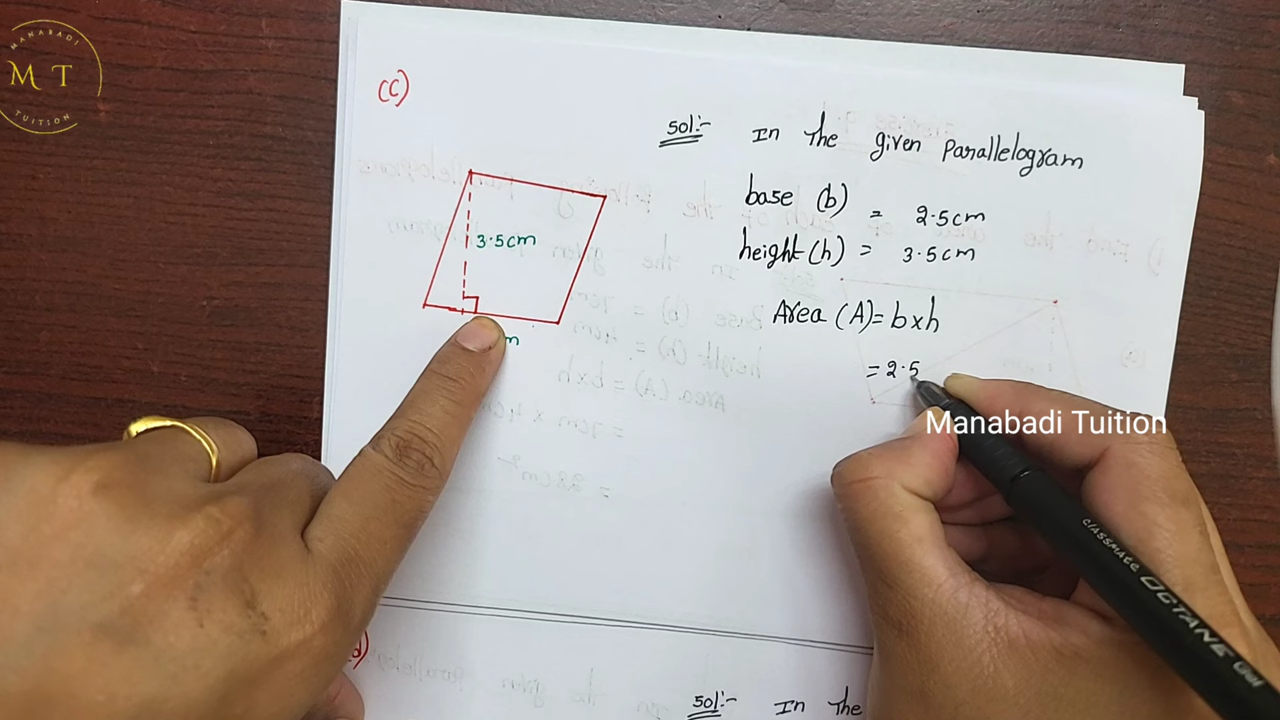 MANABADI
M T
TUITION
(C)
Sol:- In the given parallelogram
base (b) = 2.5cm
height (h) = 3.5cm
Area (A) = b×h
= 2.5
3.5cm
m
Manabadi Tuition
CLASSMATE OCTANE Gel
d)
Sol:- In the